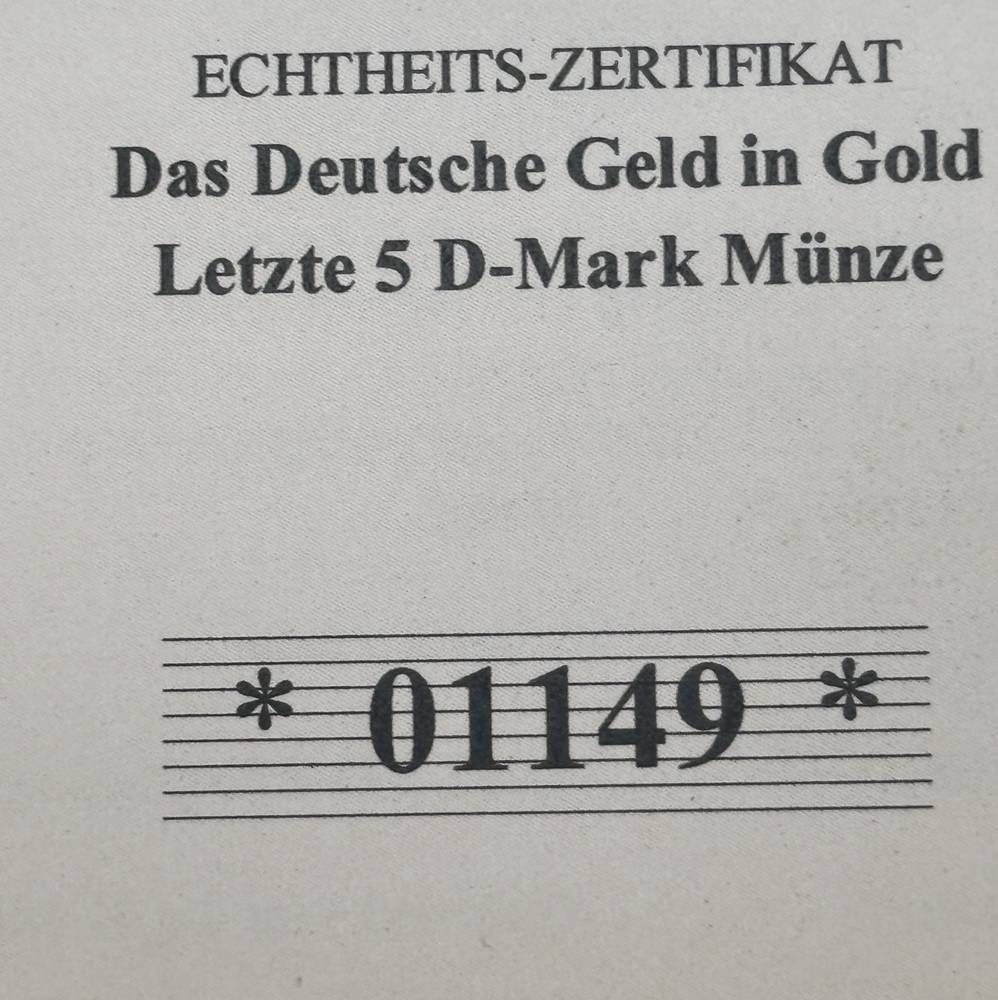 ECHTHEITS-ZERTIFIKAT
Das Deutsche Geld in Gold
Letzte 5 D-Mark Münze
* 01149 *